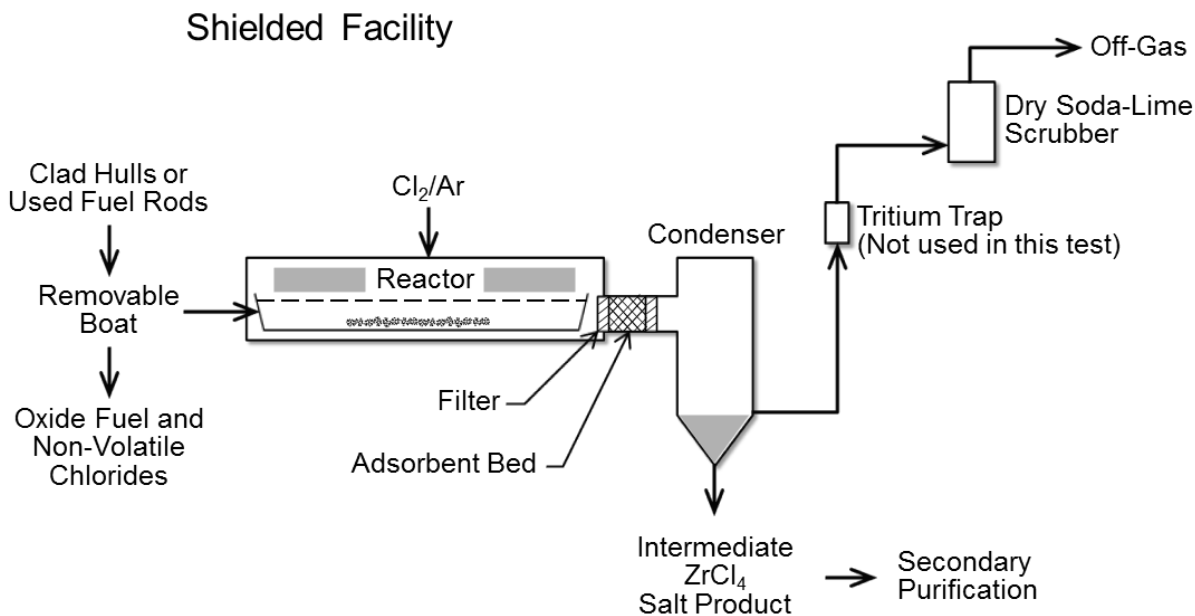 Shielded Facility
Off-Gas
Dry Soda-Lime
Scrubber
Clad Hulls or
Used Fuel Rods
Cl₂/Ar
Tritium Trap
(Not used in this test)
Condenser
Reactor
Removable
Boat
Filter
Oxide Fuel and
Non-Volatile
Chlorides
Adsorbent Bed
Intermediate
ZrCl₄
Salt Product
Secondary
Purification